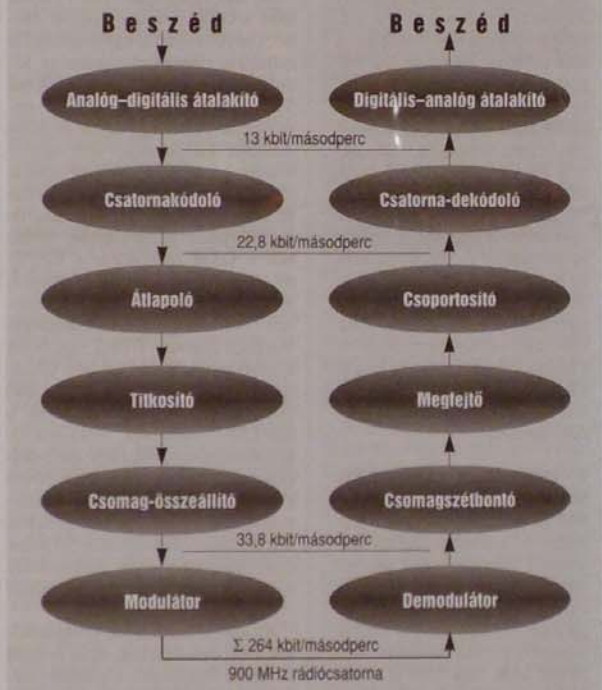 Beszéd
Beszéd
Analóg–digitális átalakító
Digitális–analóg átalakító
13 kbit/másodperc
Csatornakódoló
Csatorna-dekódoló
22,8 kbit/másodperc
Átlapoló
Csoportosító
Titkosító
Megfejtő
Csomag-összeállító
Csomagszétbontó
33,8 kbit/másodperc
Modulátor
Demodulátor
Σ 264 kbit/másodperc
900 MHz rádiócsatorna